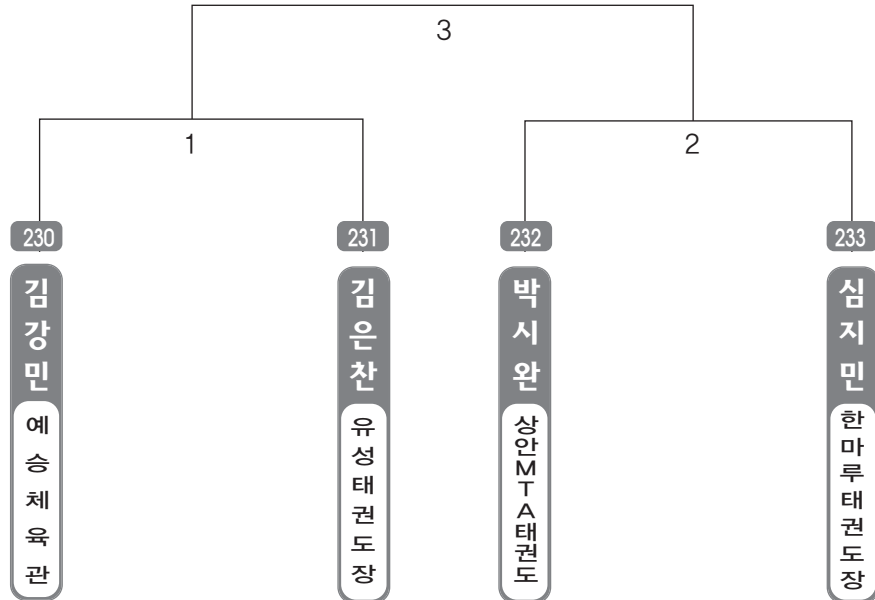 3
1
2
230
231
232
233
김강민
김은찬
박시완
심지민
예승체육관
유성태권도장
상안MTA태권도
한마루태권도장